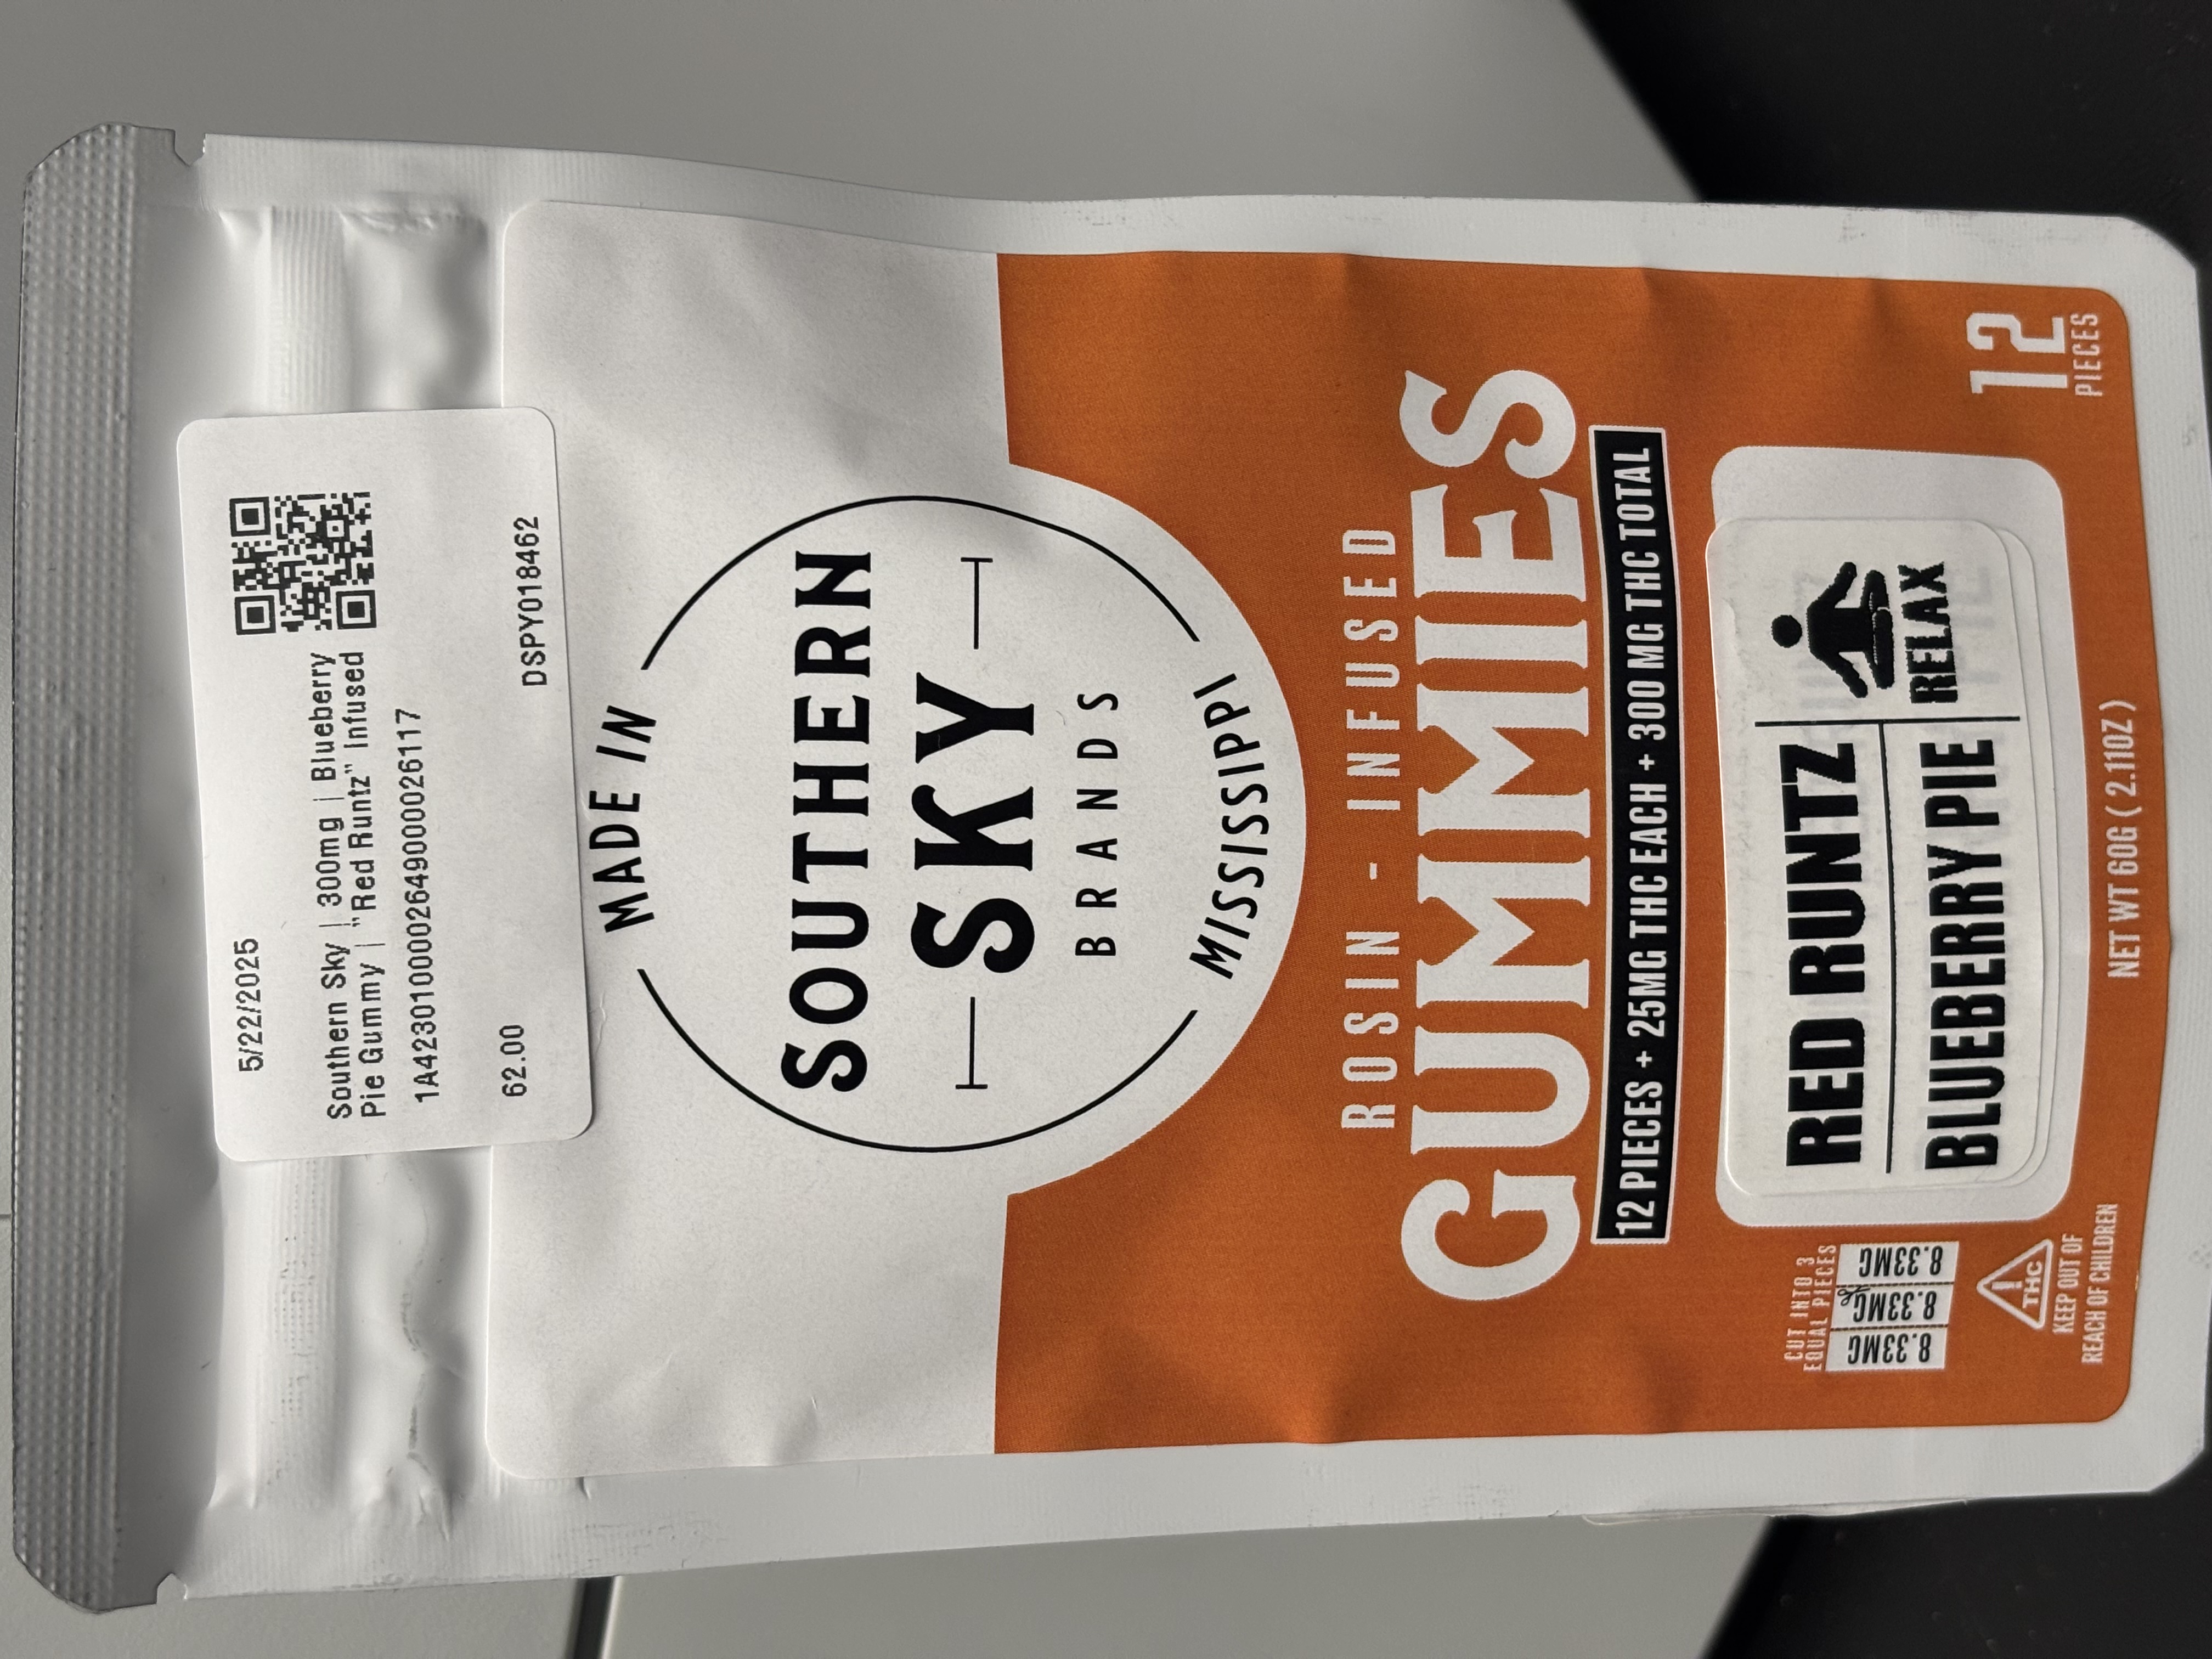 5/22/2025
Southern Sky | 300mg | Blueberry
Pie Gummy | "Red Runtz" Infused
1A4230100002649000026117
62.00
DSPY018462
MADE IN
SOUTHERN
SKY
BRANDS
MISSISSIPPI
ROSIN - INFUSED
GUMMIES
12 PIECES + 25MG THC EACH + 300 MG THC TOTAL
CUT INTO 3
EQUAL PIECES
8.33MG
8.33MG
8.33MG
RED RUNTZ
BLUEBERRY PIE
RELAX
! THC
KEEP OUT OF
REACH OF CHILDREN
NET WT 60G ( 2.11OZ )
12
PIECES